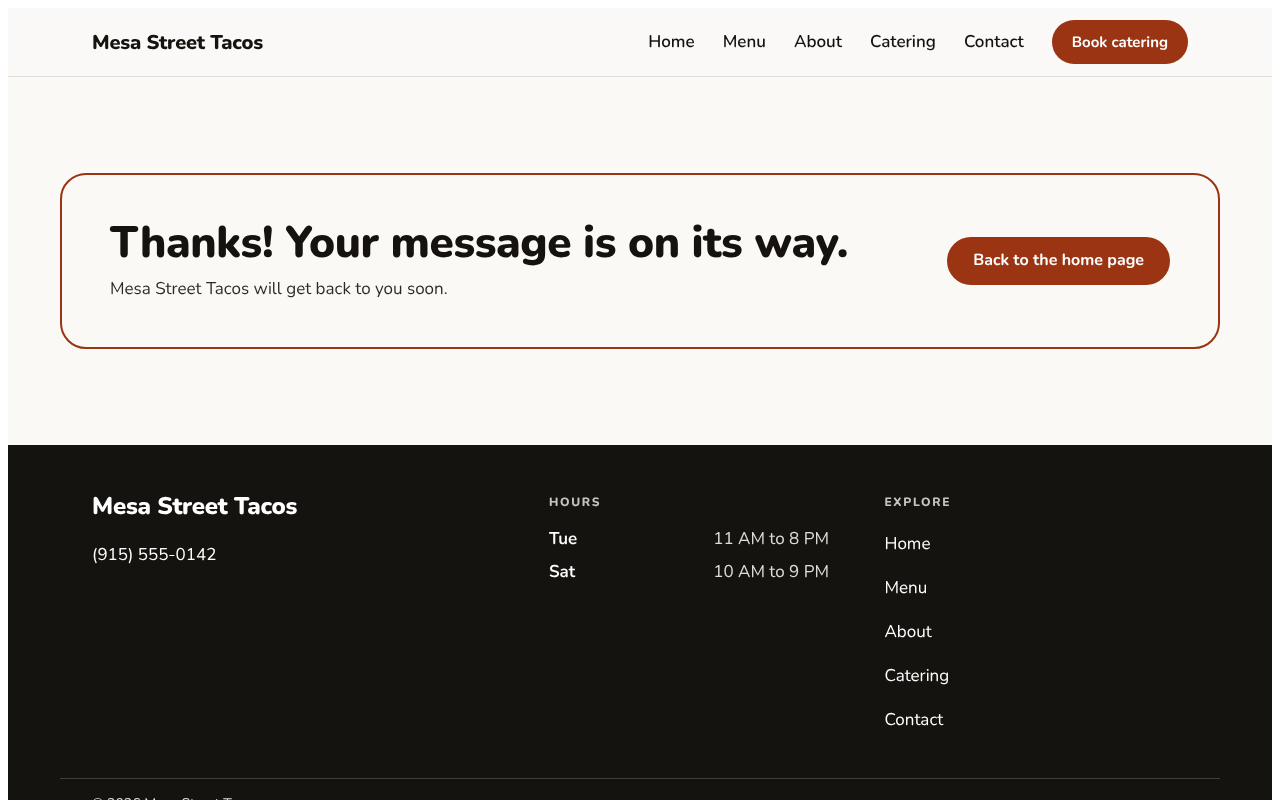 Mesa Street Tacos
Home Menu About Catering Contact Book catering
Thanks! Your message is on its way.
Mesa Street Tacos will get back to you soon.
Back to the home page
Mesa Street Tacos
(915) 555-0142
HOURS
Tue 11 AM to 8 PM
Sat 10 AM to 9 PM
EXPLORE
Home
Menu
About
Catering
Contact